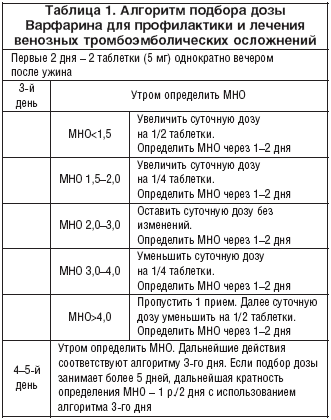 Таблица 1. Алгоритм подбора дозы
Варфарина для профилактики и лечения
венозных тромбоэмболических осложнений
Первые 2 дня – 2 таблетки (5 мг) однократно вечером
после ужина
3-й
день
Утром определить МНО
МНО<1,5
Увеличить суточную дозу
на 1/2 таблетки.
Определить МНО через 1–2 дня
МНО 1,5–2,0
Увеличить суточную дозу
на 1/4 таблетки.
Определить МНО через 1–2 дня
МНО 2,0–3,0
Оставить суточную дозу без
изменений.
Определить МНО через 1–2 дня
МНО 3,0–4,0
Уменьшить суточную дозу
на 1/4 таблетки.
Определить МНО через 1–2 дня
МНО>4,0
Пропустить 1 прием. Далее суточную
дозу уменьшить на 1/2 таблетки.
Определить МНО через 1–2 дня
4–5-й
день
Утром определить МНО. Дальнейшие действия
соответствуют алгоритму 3-го дня. Если подбор дозы
занимает более 5 дней, дальнейшая кратность
определения МНО – 1 р./2 дня с использованием
алгоритма 3-го дня